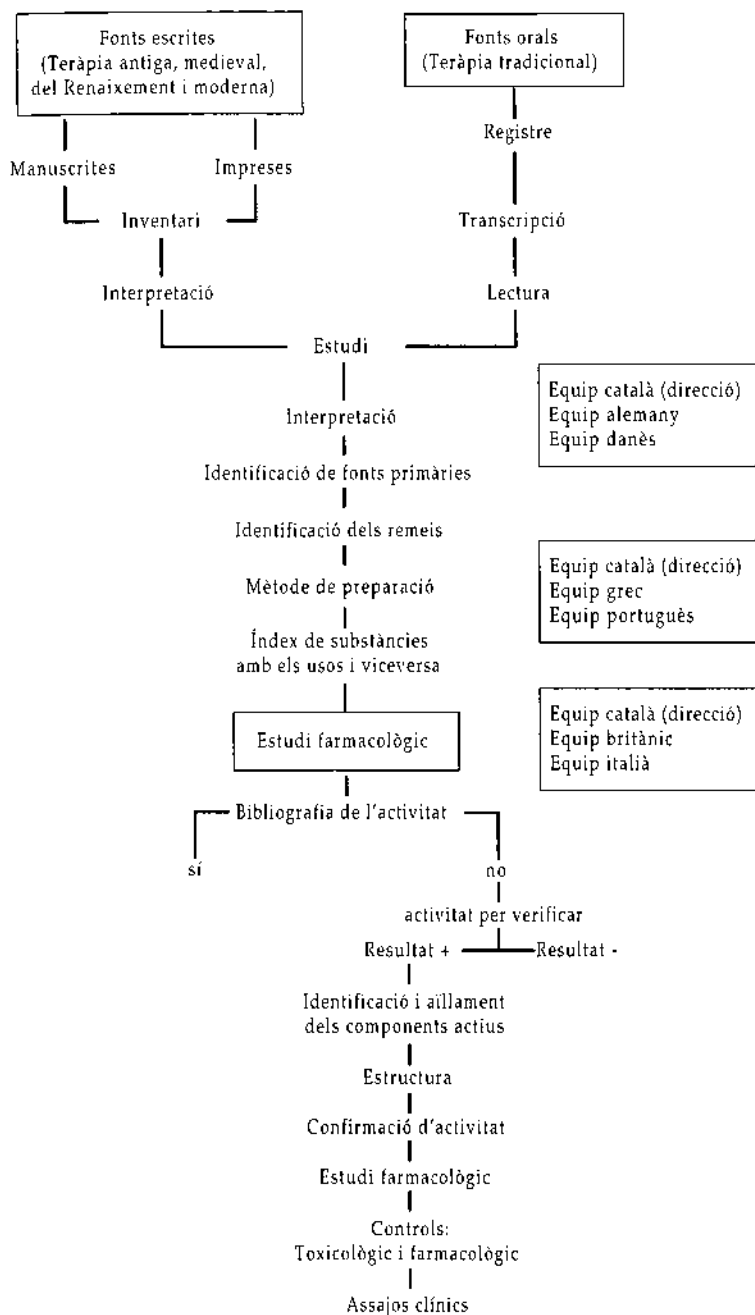 Fonts escrites
(Teràpia antiga, medieval,
del Renaixement i moderna)
Fonts orals
(Teràpia tradicional)
Manuscrites
Impreses
Registre
Inventari
Transcripció
Interpretació
Lectura
Estudi
Interpretació
Identificació de fonts primàries
Identificació dels remeis
Mètode de preparació
Índex de substàncies
amb els usos i viceversa
Equip català (direcció)
Equip alemany
Equip danès
Equip català (direcció)
Equip grec
Equip portuguès
Equip català (direcció)
Equip britànic
Equip italià
Estudi farmacològic
Bibliografia de l'activitat
sí
no
activitat per verificar
Resultat +
Resultat -
Identificació i aïllament
dels components actius
Estructura
Confirmació d'activitat
Estudi farmacològic
Controls:
Toxicològic i farmacològic
Assajos clínics